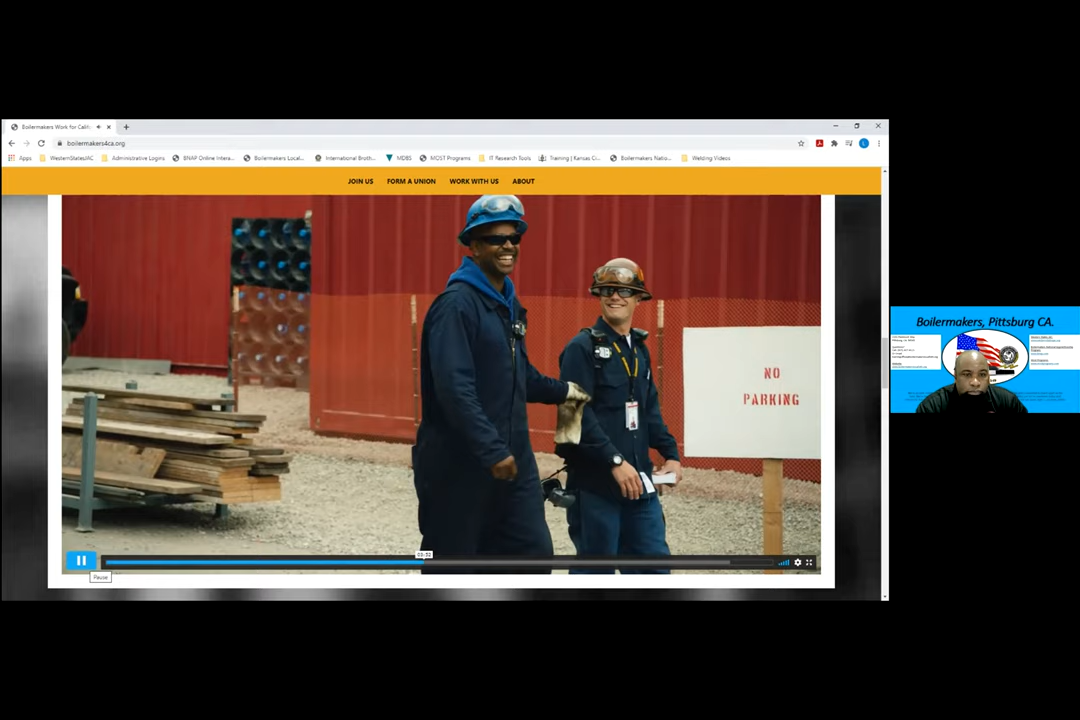 Boilermakers Work for Calif
boilermakers4ca.org
Apps
WesternStatesJAC
Administrative Logins
BNAP Online Intera...
Boilermakers Local...
International Broth...
MDBS
MOST Programs
IT Research Tools
Training | Kansas C...
Boilermakers Natio...
Welding Videos
JOIN US
FORM A UNION
WORK WITH US
ABOUT
NO
PARKING
00:32
Pause
Boilermakers, Pittsburg CA.